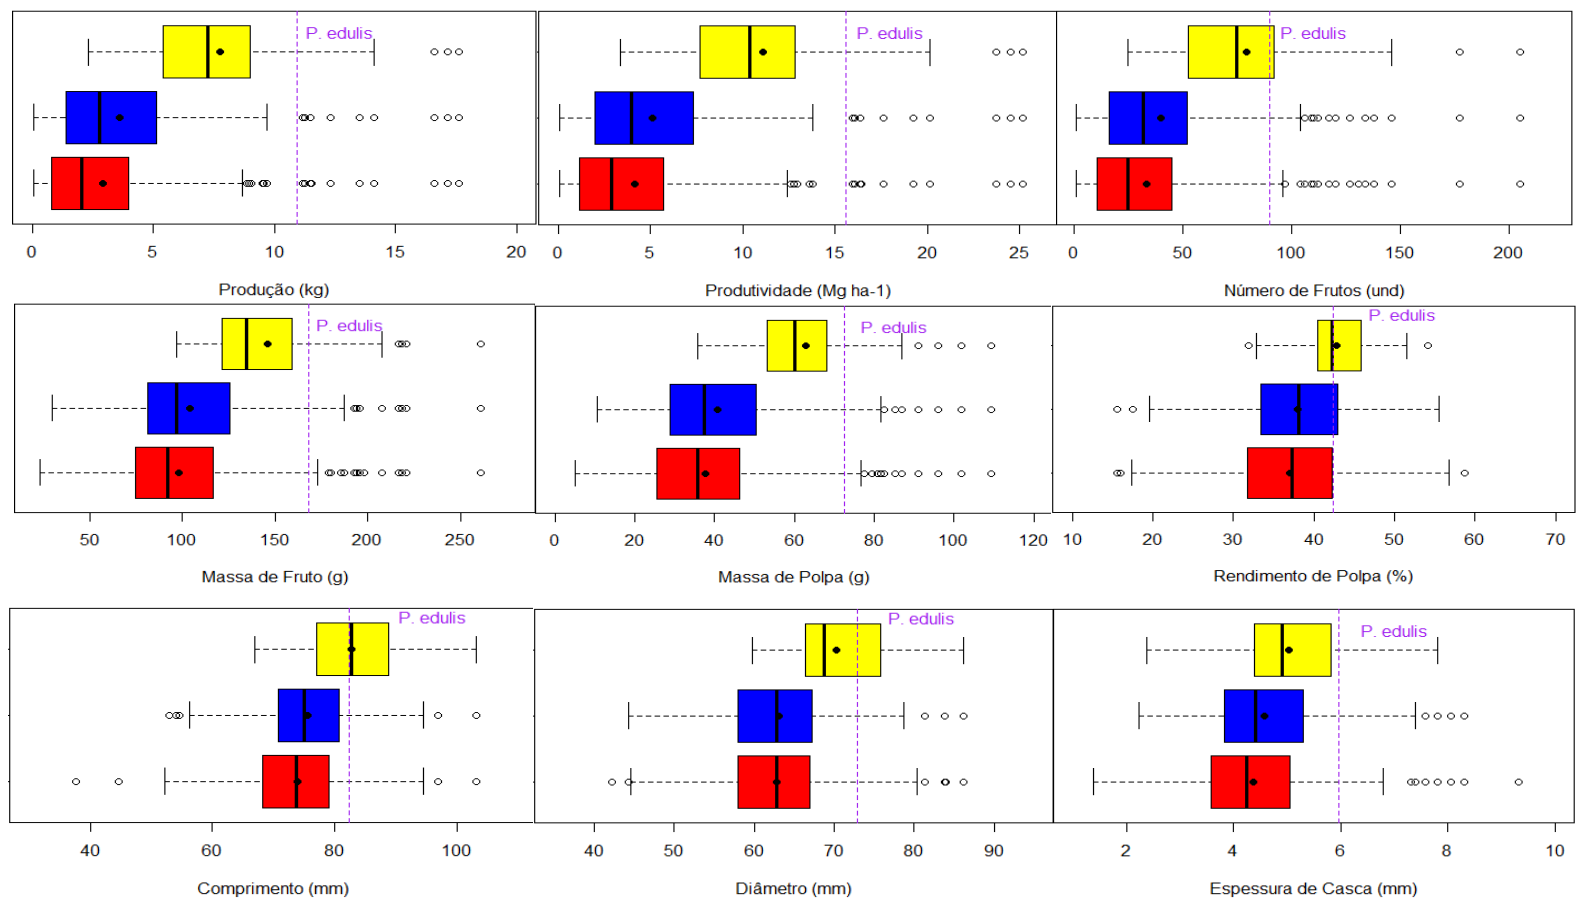 P. edulis P. edulis P. edulis
0 5 10 15 20 0 5 10 15 20 25 0 50 100 150 200
Produção (kg) Produtividade (Mg ha-1) Número de Frutos (und)
P. edulis P. edulis P. edulis
50 100 150 200 250 0 20 40 60 80 100 120 10 20 30 40 50 60 70
Massa de Fruto (g) Massa de Polpa (g) Rendimento de Polpa (%)
P. edulis P. edulis P. edulis
40 60 80 100 40 50 60 70 80 90 2 4 6 8 10
Comprimento (mm) Diâmetro (mm) Espessura de Casca (mm)